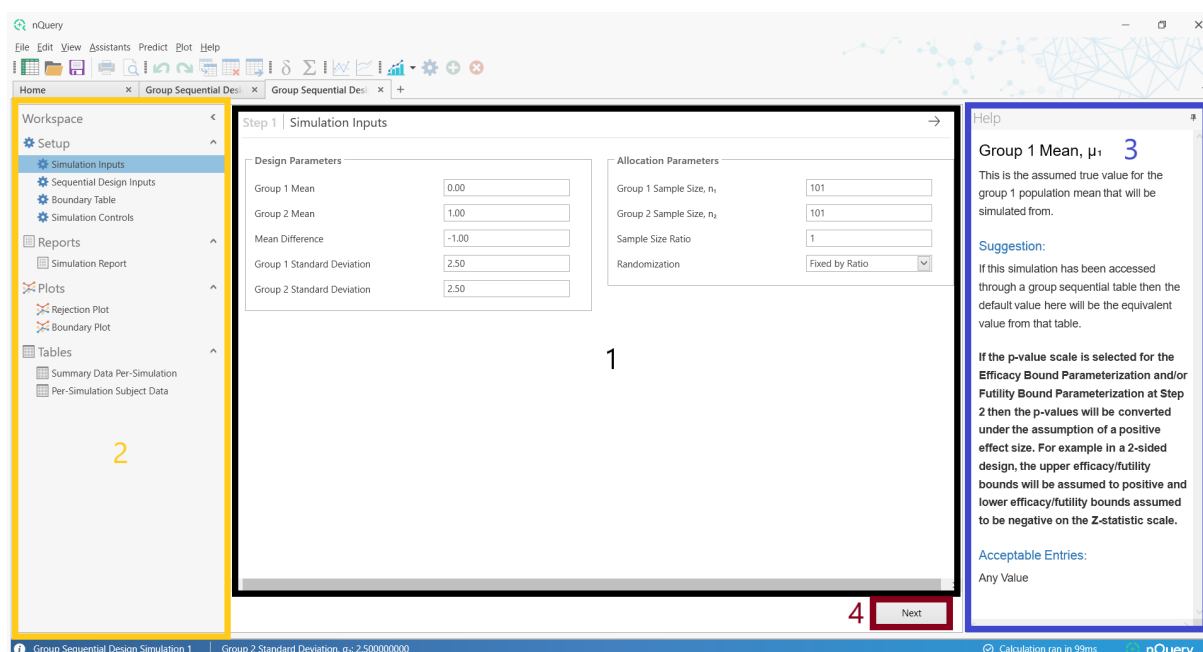 nQuery
File Edit View Assistants Predict Plot Help
Home × Group Sequential Desi × Group Sequential Desi × +
Workspace
Setup
Simulation Inputs
Sequential Design Inputs
Boundary Table
Simulation Controls
Reports
Simulation Report
Plots
Rejection Plot
Boundary Plot
Tables
Summary Data Per-Simulation
Per-Simulation Subject Data
2
Step 1 | Simulation Inputs
Design Parameters
Group 1 Mean 0.00
Group 2 Mean 1.00
Mean Difference -1.00
Group 1 Standard Deviation 2.50
Group 2 Standard Deviation 2.50
Allocation Parameters
Group 1 Sample Size, n₁ 101
Group 2 Sample Size, n₂ 101
Sample Size Ratio 1
Randomization Fixed by Ratio
1
4 Next
Help
Group 1 Mean, μ₁ 3
This is the assumed true value for the
group 1 population mean that will be
simulated from.
Suggestion:
If this simulation has been accessed
through a group sequential table then the
default value here will be the equivalent
value from that table.
If the p-value scale is selected for the
Efficacy Bound Parameterization and/or
Futility Bound Parameterization at Step
2 then the p-values will be converted
under the assumption of a positive
effect size. For example in a 2-sided
design, the upper efficacy/futility
bounds will be assumed to positive and
lower efficacy/futility bounds assumed
to be negative on the Z-statistic scale.
Acceptable Entries:
Any Value
Group Sequential Design Simulation 1 | Group 2 Standard Deviation, σ₂: 2.500000000
Calculation ran in 99ms
nQuery